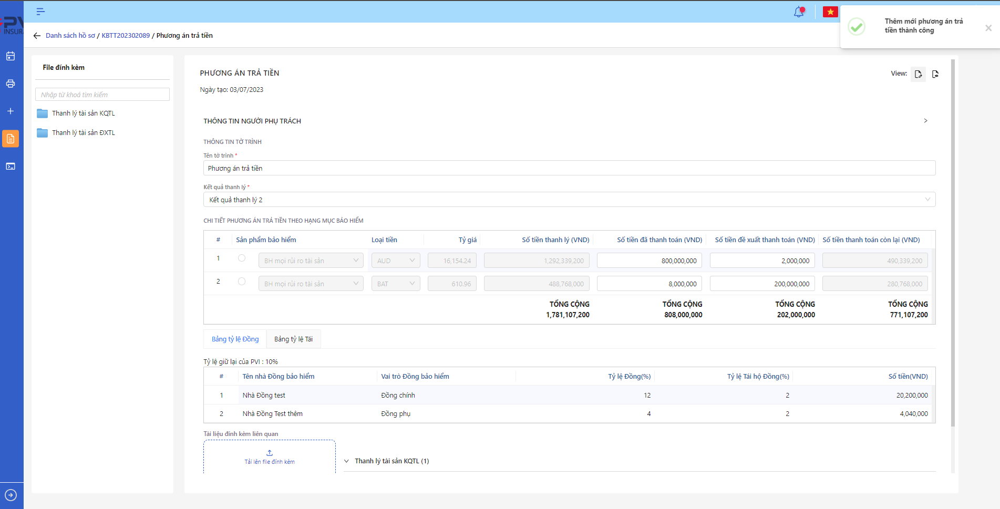 PV
INSURA
Thêm mới phương án trả
tiền thành công
Danh sách hồ sơ / KBTT202302089 / Phương án trả tiền
File đính kèm
Nhập từ khoá tìm kiếm
Thanh lý tài sản KQTL
Thanh lý tài sản ĐXTL
PHƯƠNG ÁN TRẢ TIỀN
View:
Ngày tạo: 03/07/2023
THÔNG TIN NGƯỜI PHỤ TRÁCH
THÔNG TIN TỜ TRÌNH
Tên tờ trình *
Phương án trả tiền
Kết quả thanh lý *
Kết quả thanh lý 2
CHI TIẾT PHƯƠNG ÁN TRẢ TIỀN THEO HẠNG MỤC BẢO HIỂM
# Sản phẩm bảo hiểm Loại tiền Tỷ giá Số tiền thanh lý (VND) Số tiền đã thanh toán (VND) Số tiền đề xuất thanh toán (VND) Số tiền thanh toán còn lại (VND)
1 BH mọi rủi ro tài sản AUD 16,154.24 1,292,339,200 800,000,000 2,000,000 490,339,200
2 BH mọi rủi ro tài sản BAT 610.96 488,768,000 8,000,000 200,000,000 280,768,000
TỔNG CỘNG TỔNG CỘNG TỔNG CỘNG TỔNG CỘNG
1,781,107,200 808,000,000 202,000,000 771,107,200
Bảng tỷ lệ Đồng Bảng tỷ lệ Tái
Tỷ lệ giữ lại của PVI : 10%
# Tên nhà Đồng bảo hiểm Vai trò Đồng bảo hiểm Tỷ lệ Đồng(%) Tỷ lệ Tái hộ Đồng(%) Số tiền(VND)
1 Nhà Đồng test Đồng chính 12 2 20,200,000
2 Nhà Đồng Test thêm Đồng phụ 4 2 4,040,000
Tài liệu đính kèm liên quan
Tải lên file đính kèm
Thanh lý tài sản KQTL (1)